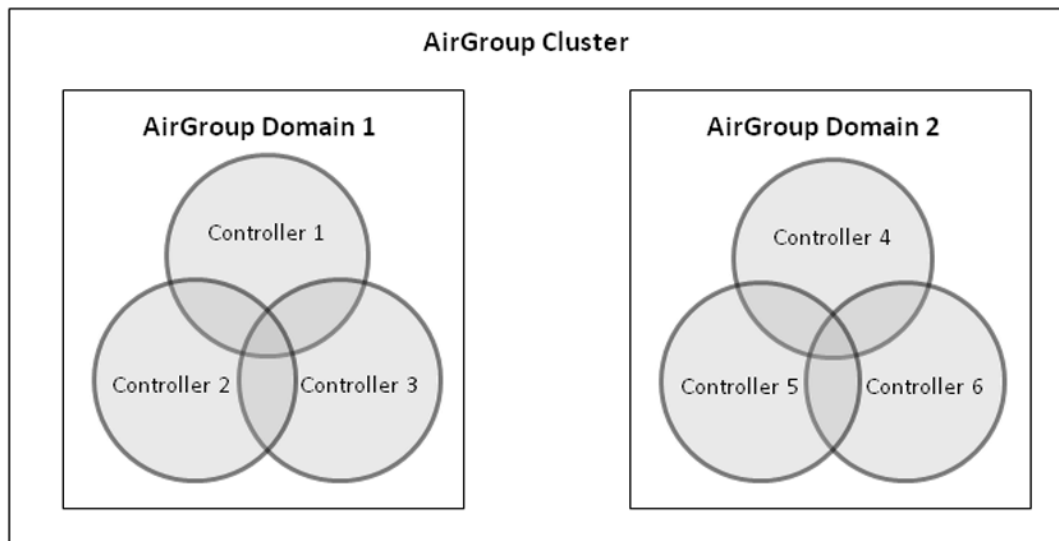 AirGroup Cluster
AirGroup Domain 1
AirGroup Domain 2
Controller 1
Controller 4
Controller 2
Controller 3
Controller 5
Controller 6